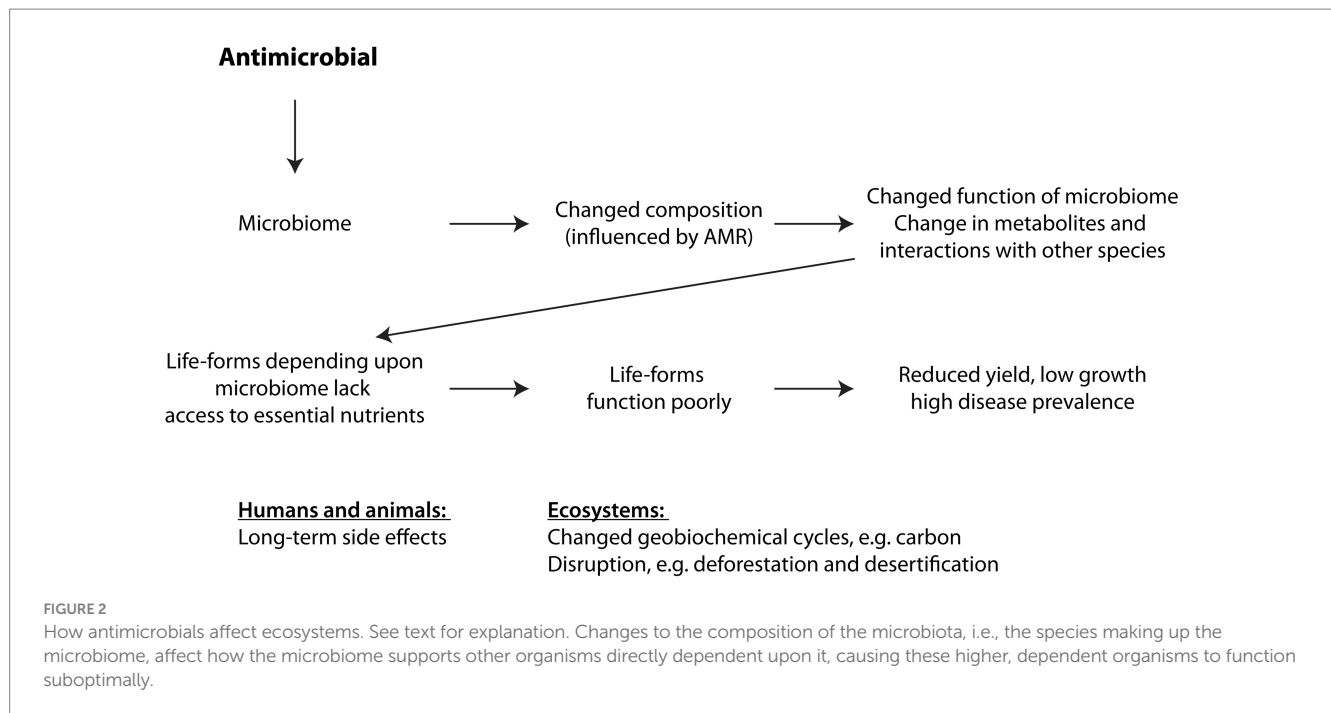 Antimicrobial
Microbiome
Changed composition
(influenced by AMR)
Changed function of microbiome
Change in metabolites and
interactions with other species
Life-forms depending upon
microbiome lack
access to essential nutrients
Life-forms
function poorly
Reduced yield, low growth
high disease prevalence
Humans and animals:
Long-term side effects
Ecosystems:
Changed geobiochemical cycles, e.g. carbon
Disruption, e.g. deforestation and desertification
FIGURE 2
How antimicrobials affect ecosystems. See text for explanation. Changes to the composition of the microbiota, i.e., the species making up the
microbiome, affect how the microbiome supports other organisms directly dependent upon it, causing these higher, dependent organisms to function
suboptimally.